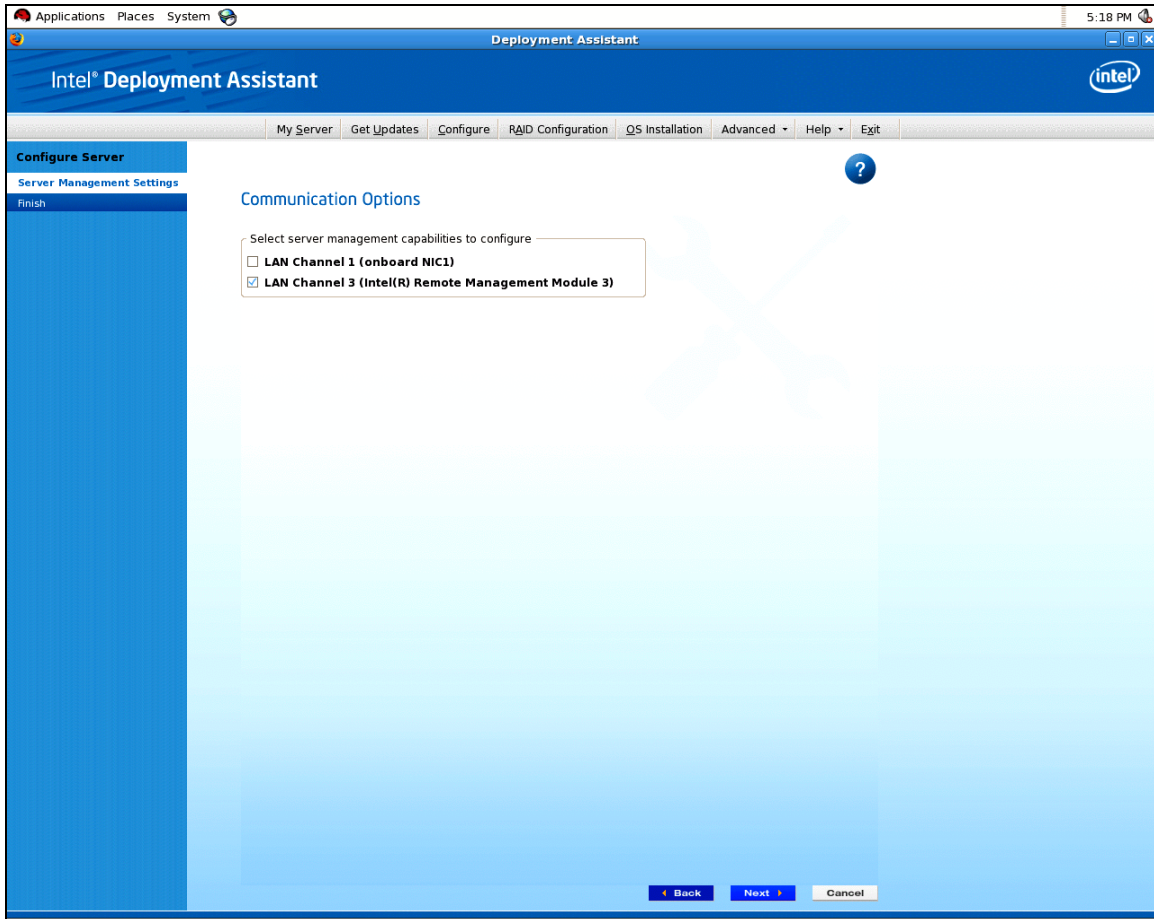 Applications Places System 5:18 PM
Deployment Assistant
Intel® Deployment Assistant
intel
My Server Get Updates Configure RAID Configuration OS Installation Advanced Help Exit
Configure Server
Server Management Settings
Finish
?
Communication Options
Select server management capabilities to configure
LAN Channel 1 (onboard NIC1)
LAN Channel 3 (Intel(R) Remote Management Module 3)
Back Next Cancel